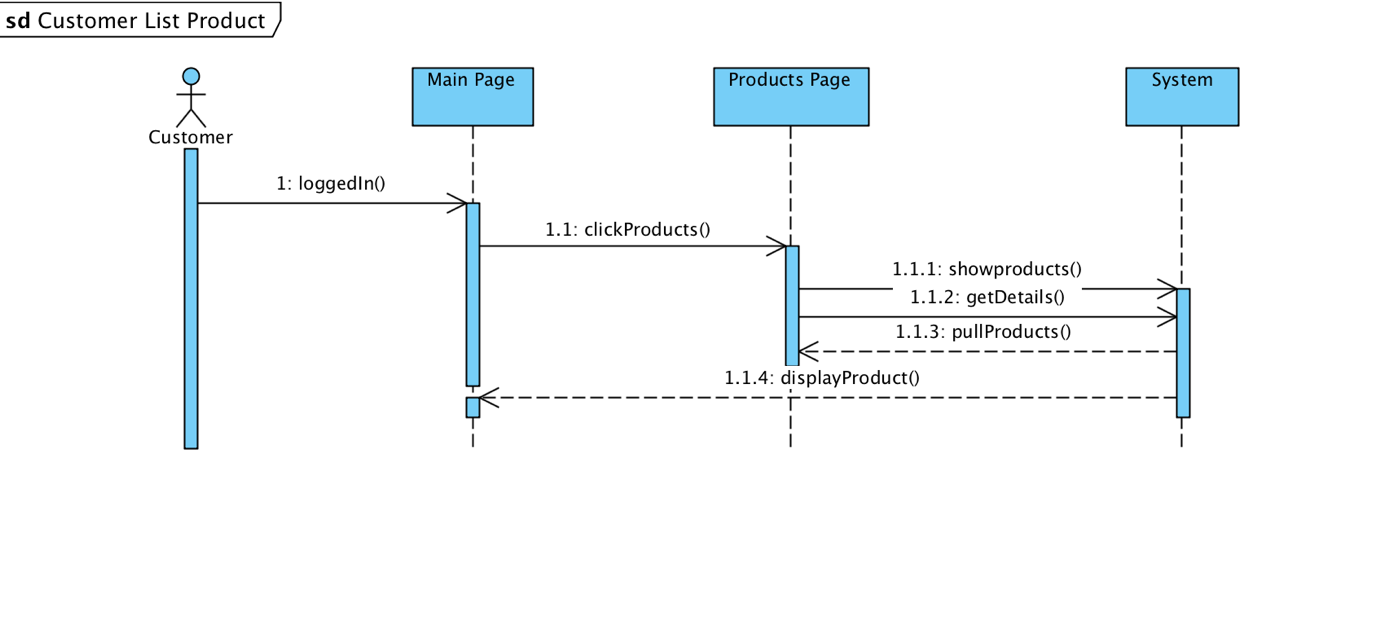 sd Customer List Product
Main Page
Products Page
System
Customer
1: loggedIn()
1.1: clickProducts()
1.1.1: showproducts()
1.1.2: getDetails()
1.1.3: pullProducts()
1.1.4: displayProduct()